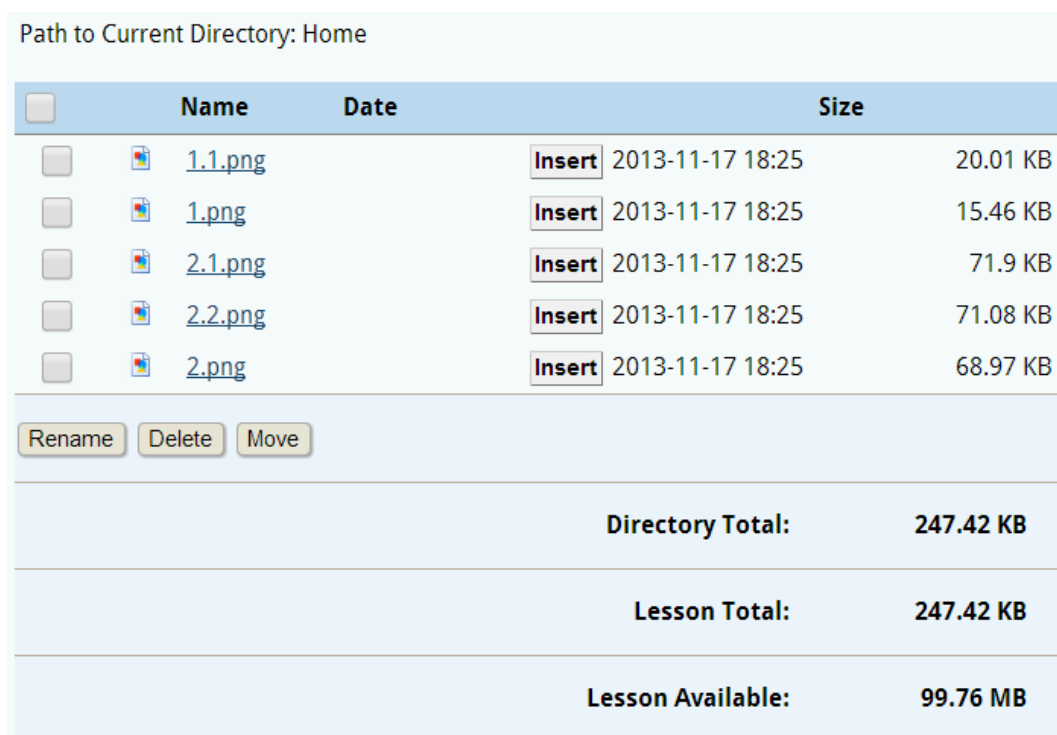 Path to Current Directory: Home
Name Date Size
1.1.png Insert 2013-11-17 18:25 20.01 KB
1.png Insert 2013-11-17 18:25 15.46 KB
2.1.png Insert 2013-11-17 18:25 71.9 KB
2.2.png Insert 2013-11-17 18:25 71.08 KB
2.png Insert 2013-11-17 18:25 68.97 KB
Rename Delete Move
Directory Total: 247.42 KB
Lesson Total: 247.42 KB
Lesson Available: 99.76 MB